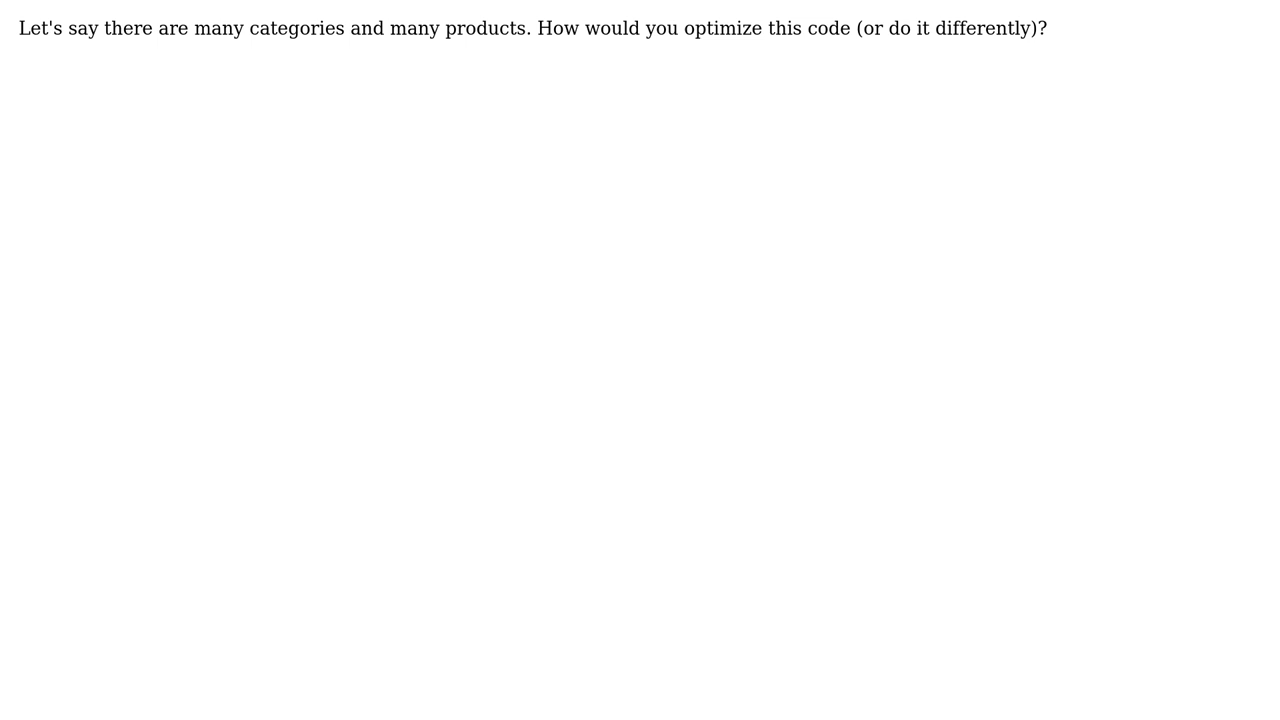 Let's say there are many categories and many products. How would you optimize this code (or do it differently)?